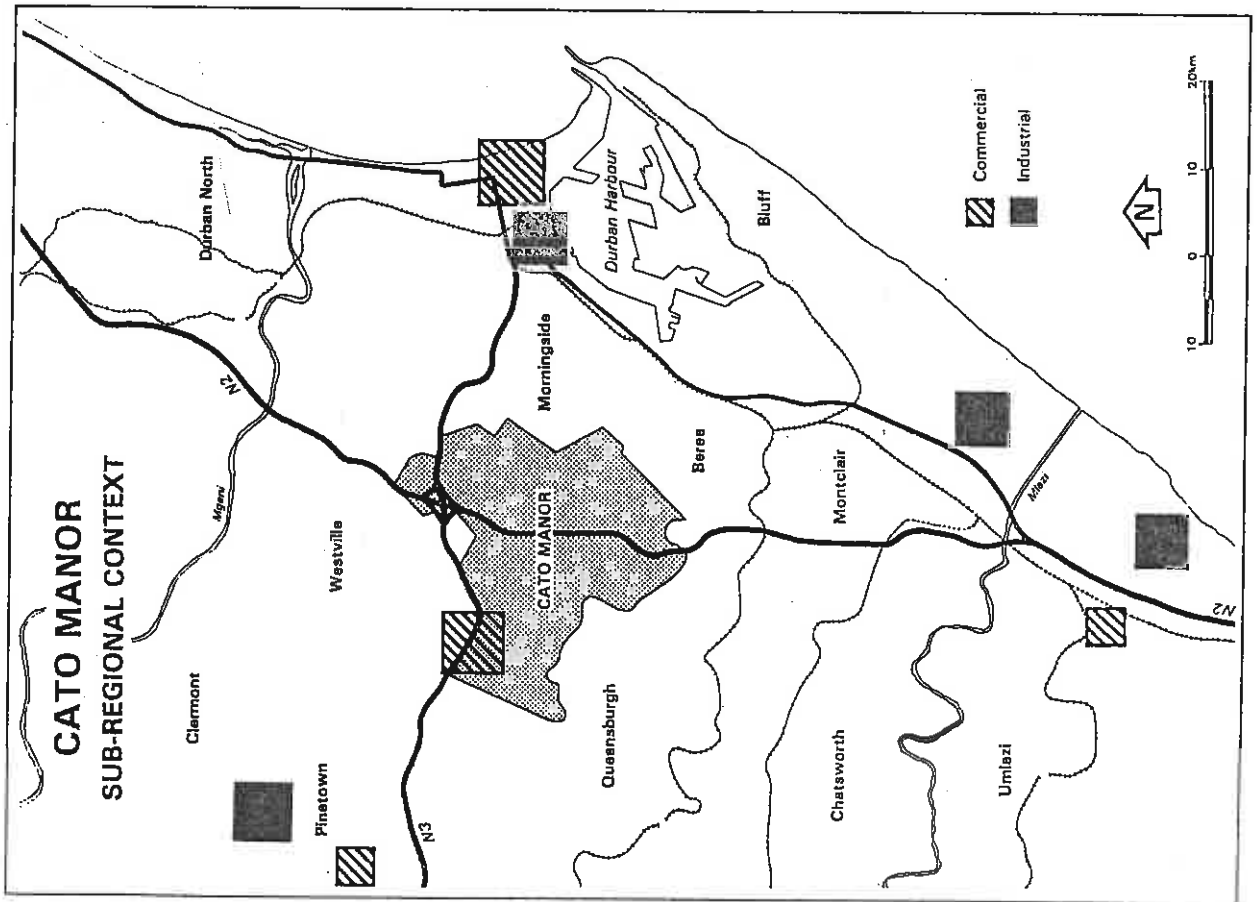 CATO MANOR
SUB-REGIONAL CONTEXT
Durban North
N2
Mgeni
Clermont
Westville
Pinetown
N3
Morningside
CATO MANOR
Durban Harbour
Bluff
Berea
Queensburgh
Montclair
Chatsworth
Umlazi
Mlazi
N2
Commercial
Industrial
N
10 0 10 20km